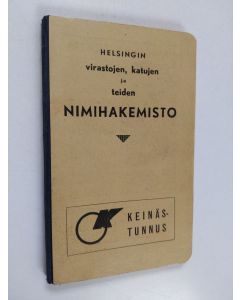 HELSINGIN
virastojen, katujen
ja
teiden
NIMIHAKEMISTO
K KEINÄS-
TUNNUS